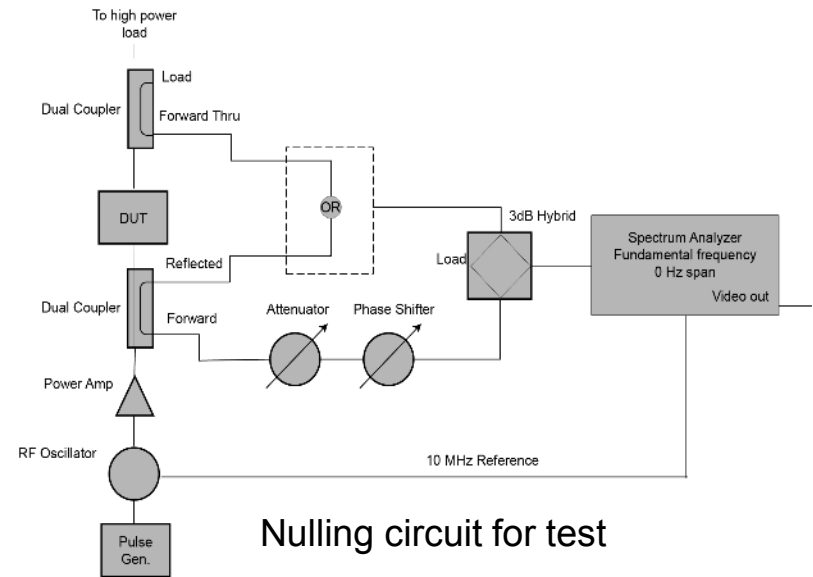 To high power
load
Load
Dual Coupler
Forward Thru
OR
3dB Hybrid
DUT
Spectrum Analyzer
Fundamental frequency
0 Hz span
Load
Reflected
Video out
Dual Coupler
Attenuator
Phase Shifter
Forward
Power Amp
RF Oscillator
10 MHz Reference
Nulling circuit for test
Pulse
Gen.